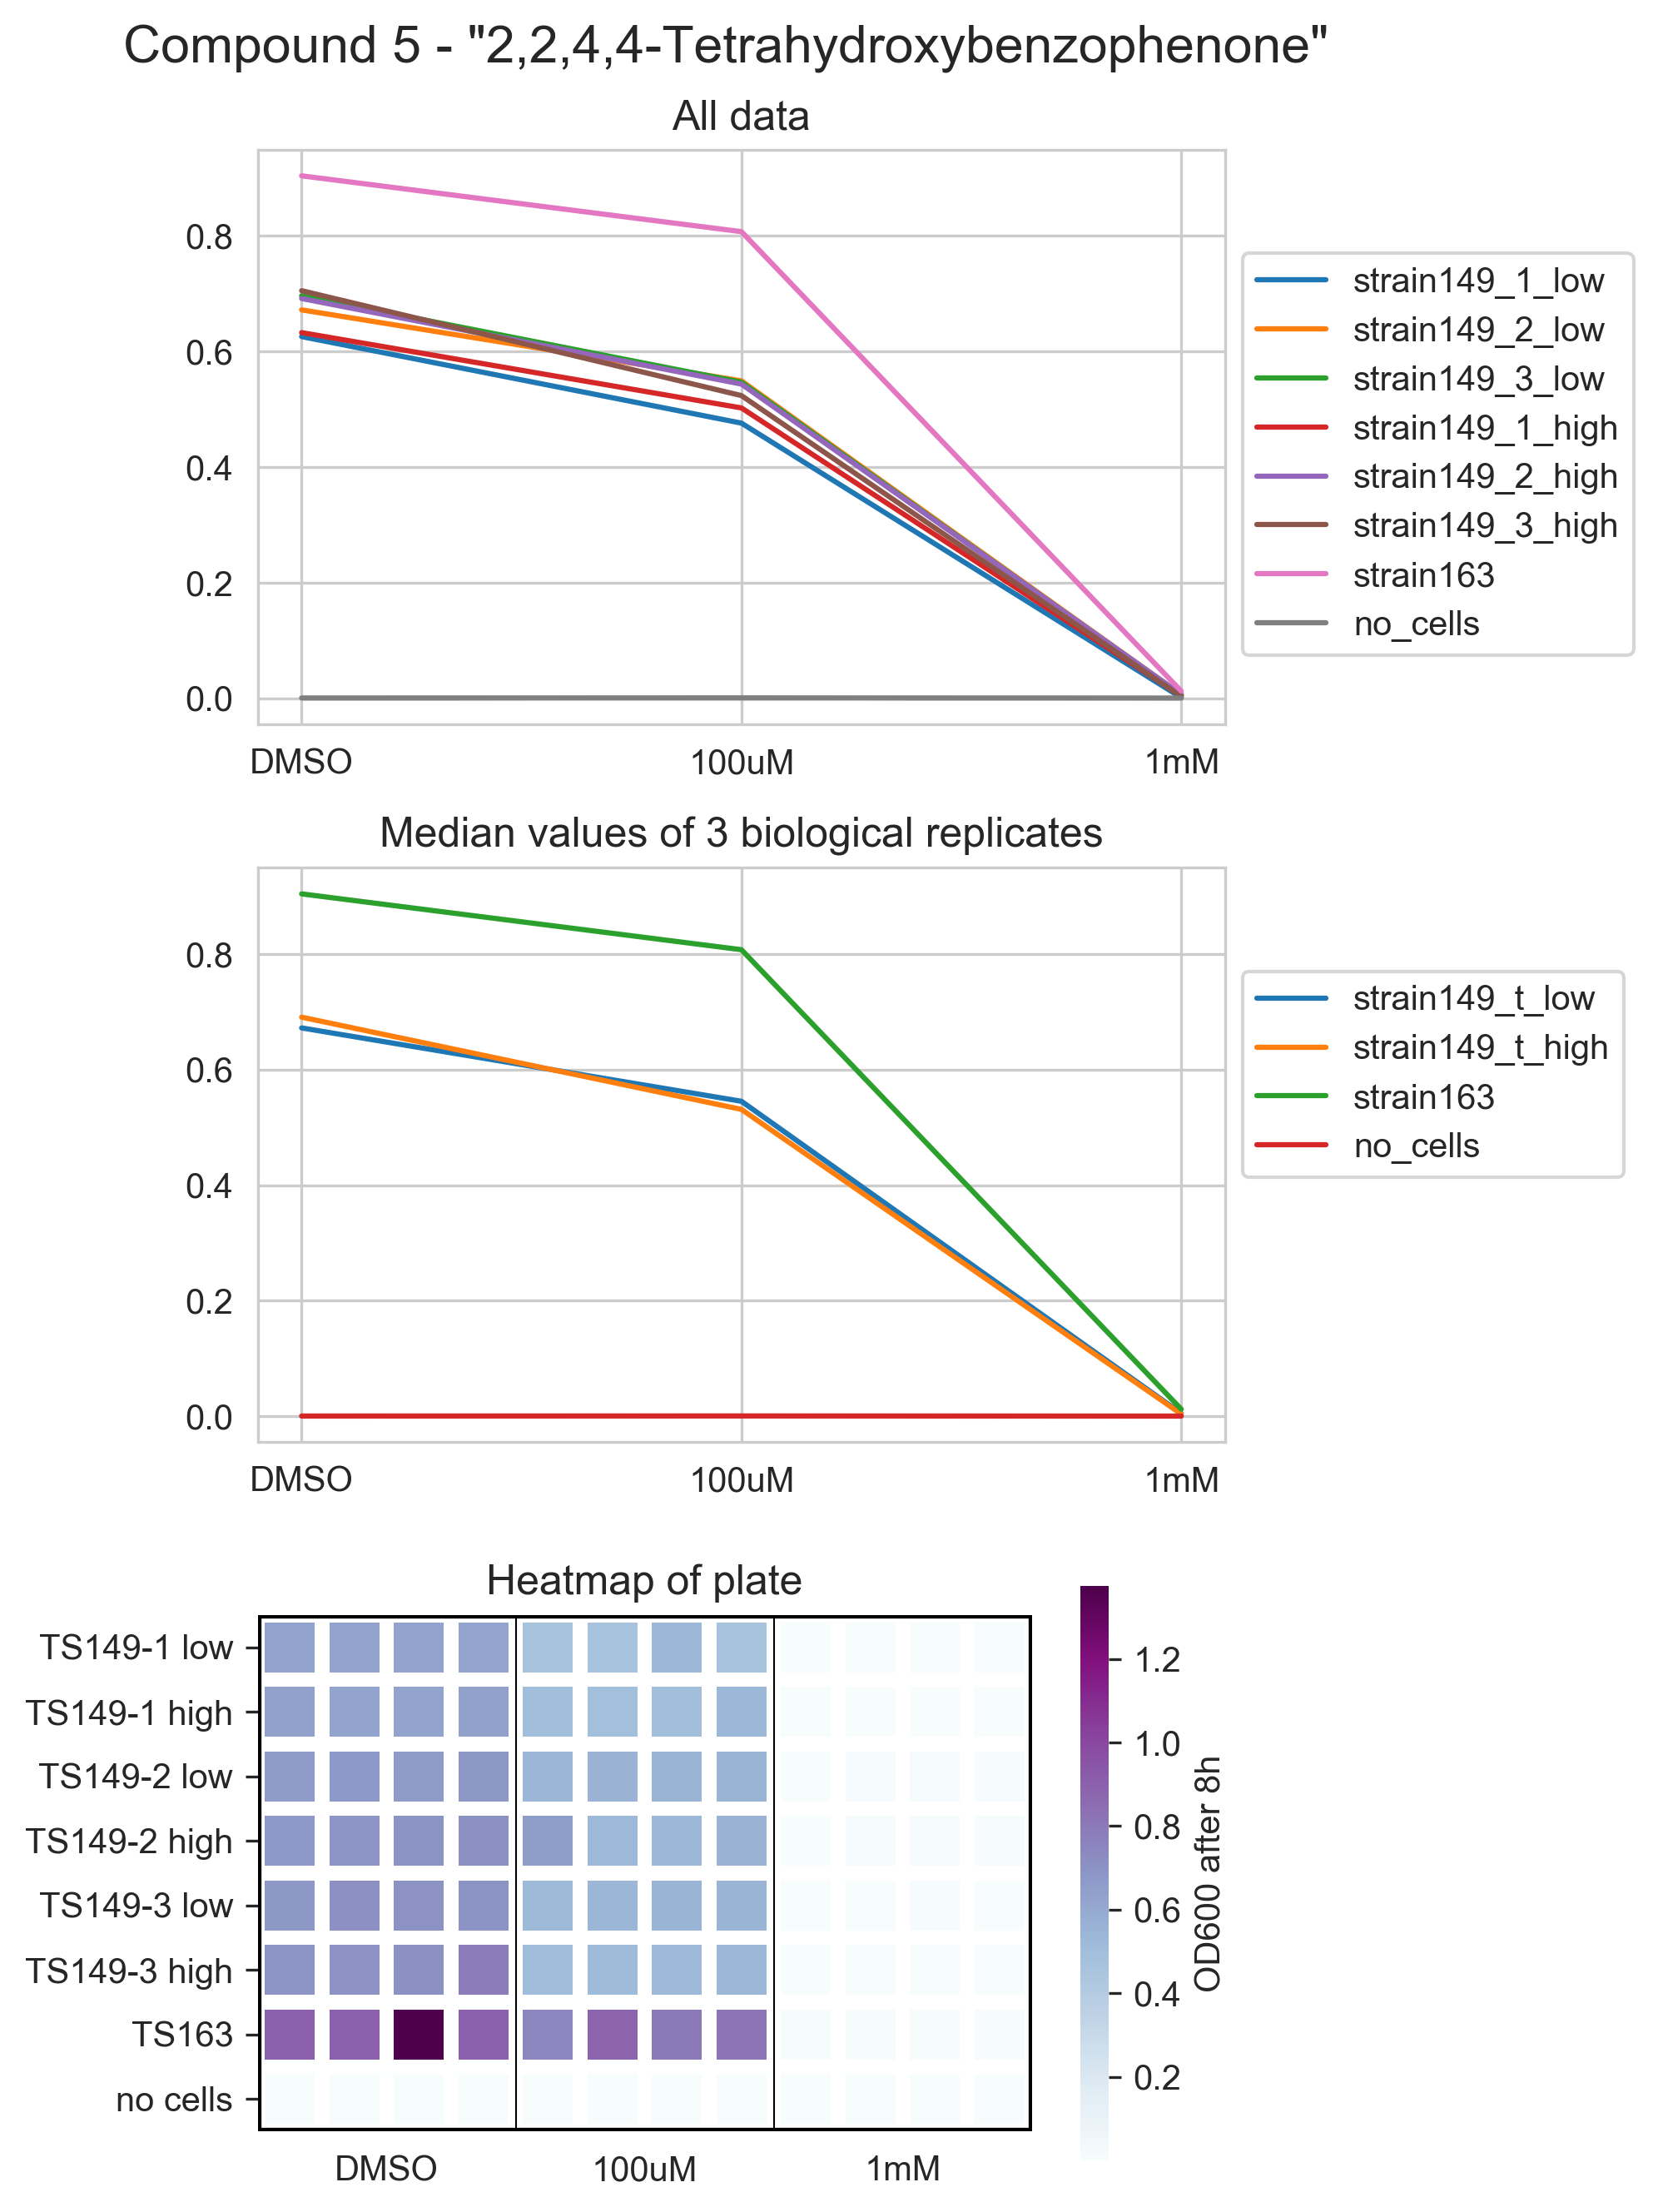 Compound 5 - "2,2,4,4-Tetrahydroxybenzophenone"
All data
0.8
0.6
0.4
0.2
0.0
DMSO 100uM 1mM
strain149_1_low
strain149_2_low
strain149_3_low
strain149_1_high
strain149_2_high
strain149_3_high
strain163
no_cells
Median values of 3 biological replicates
0.8
0.6
0.4
0.2
0.0
DMSO 100uM 1mM
strain149_t_low
strain149_t_high
strain163
no_cells
Heatmap of plate
TS149-1 low
TS149-1 high
TS149-2 low
TS149-2 high
TS149-3 low
TS149-3 high
TS163
no cells
DMSO 100uM 1mM
1.2
1.0
0.8
0.6
0.4
0.2
OD600 after 8h